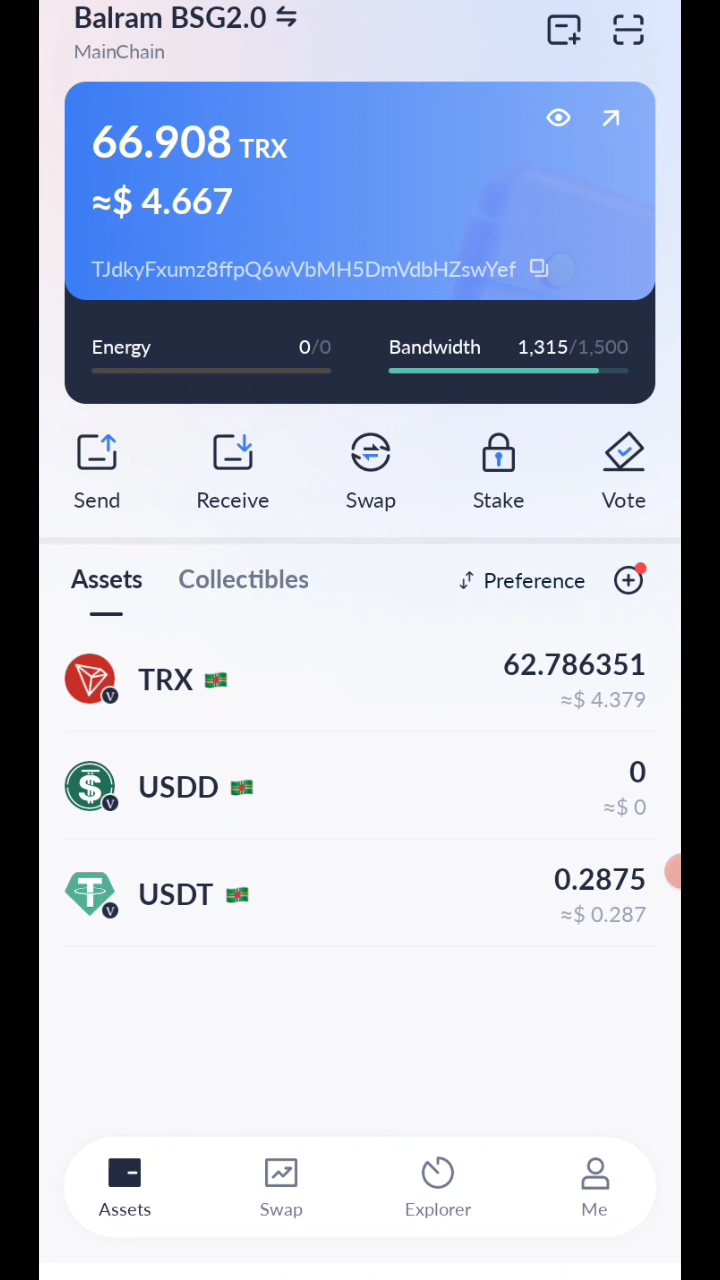 Balram BSG2.0
MainChain
66.908 TRX
≈$ 4.667
TJdkyFxumz8ffpQ6wVbMH5DmVdbHZswYef
Energy 0/0 Bandwidth 1,315/1,500
Send Receive Swap Stake Vote
Assets Collectibles Preference
TRX 62.786351
≈$ 4.379
USDD 0
≈$ 0
USDT 0.2875
≈$ 0.287
Assets Swap Explorer Me